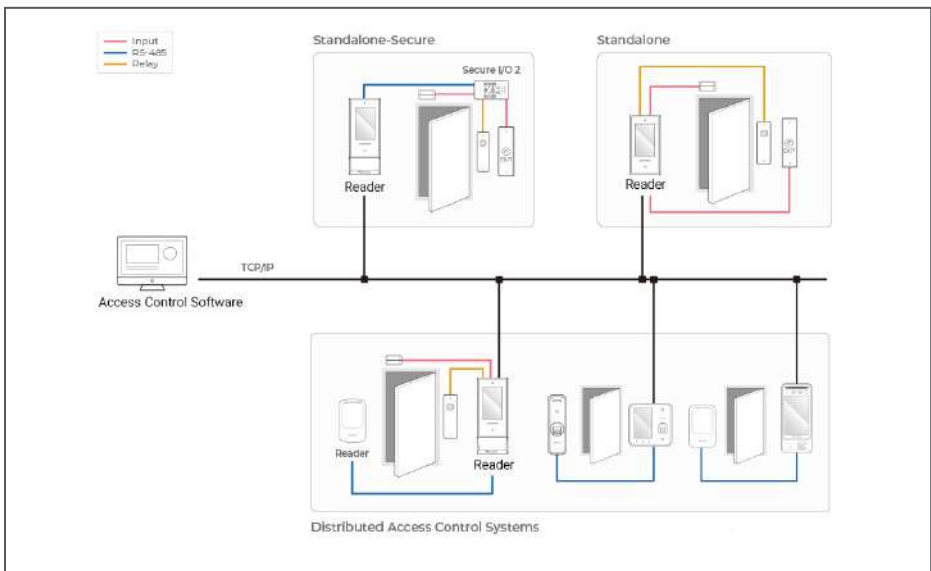 Input
RS-485
Relay
Standalone-Secure
Secure I/O 2
Reader
Standalone
Reader
TCP/IP
Access Control Software
Reader
Reader
Distributed Access Control Systems